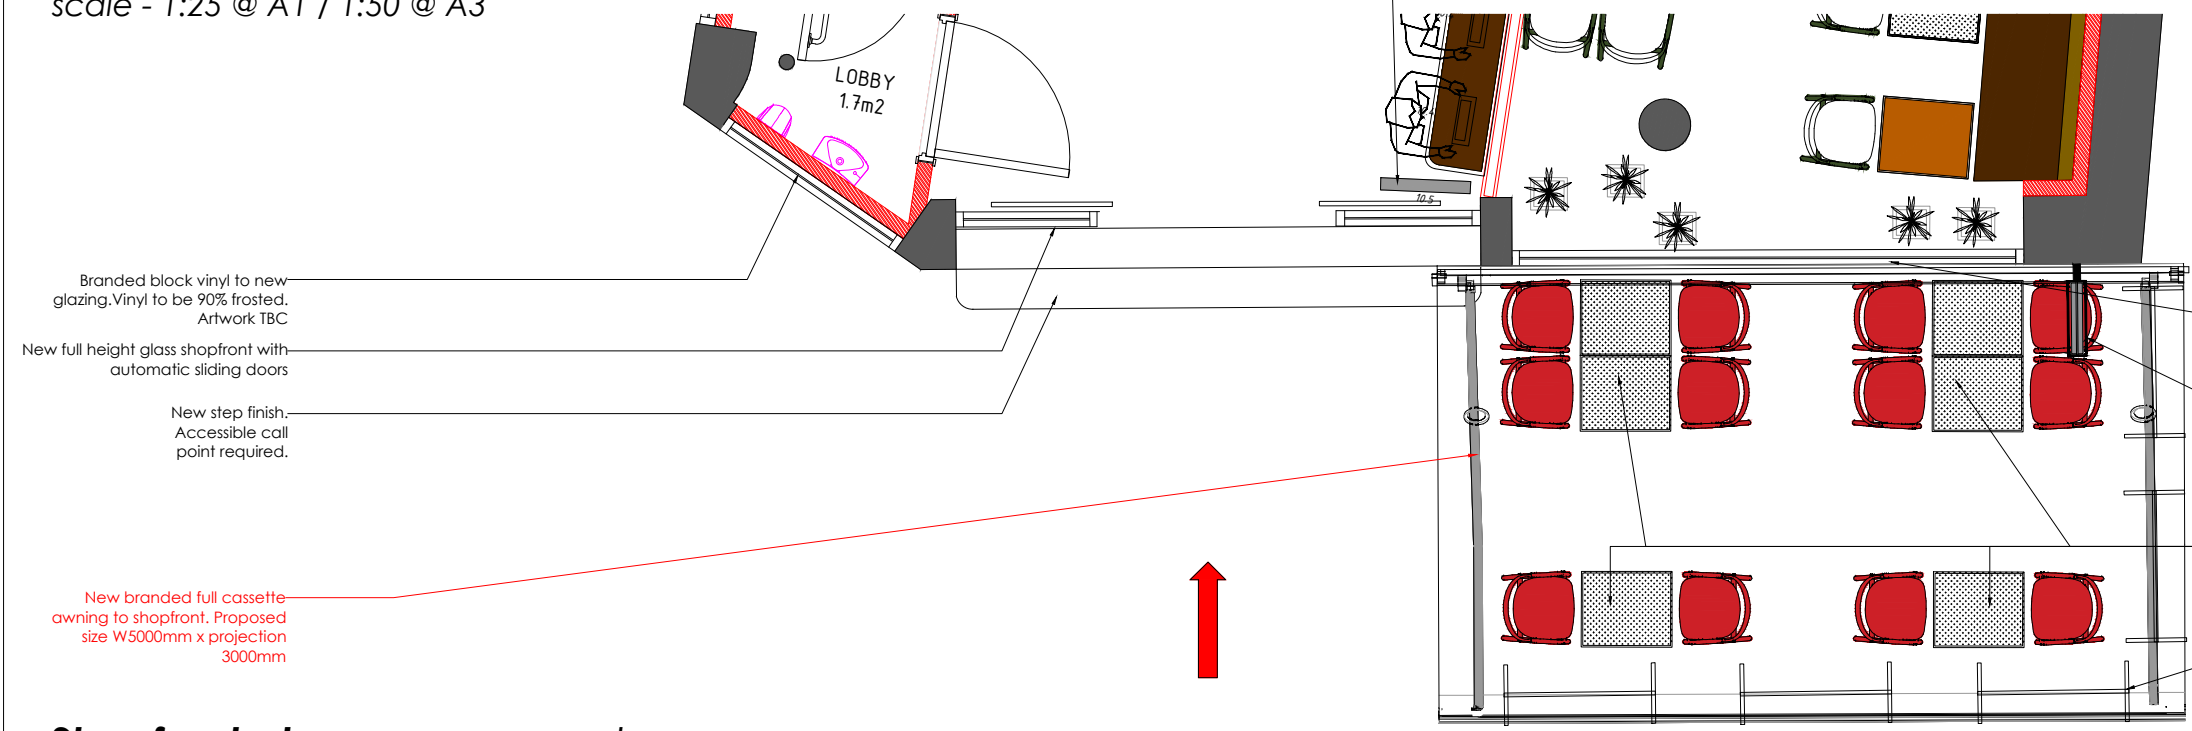 scale - 1:25 @ A1 / 1:50 @ A3
LOBBY
1.7m2
10.5
Branded block vinyl to new
glazing.Vinyl to be 90% frosted.
Artwork TBC
New full height glass shopfront with
automatic sliding doors
New step finish.
Accessible call
point required.
New branded full cassette
awning to shopfront. Proposed
size W5000mm x projection
3000mm